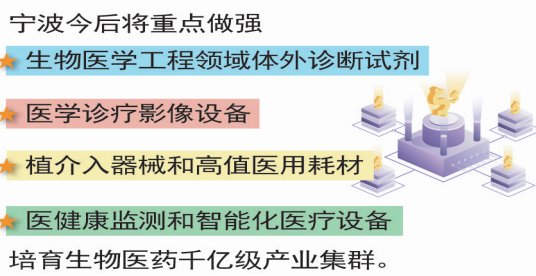 宁波今后将重点做强
生物医学工程领域体外诊断试剂
医学诊疗影像设备
植介入器械和高值医用耗材
医健康监测和智能化医疗设备
培育生物医药千亿级产业集群。